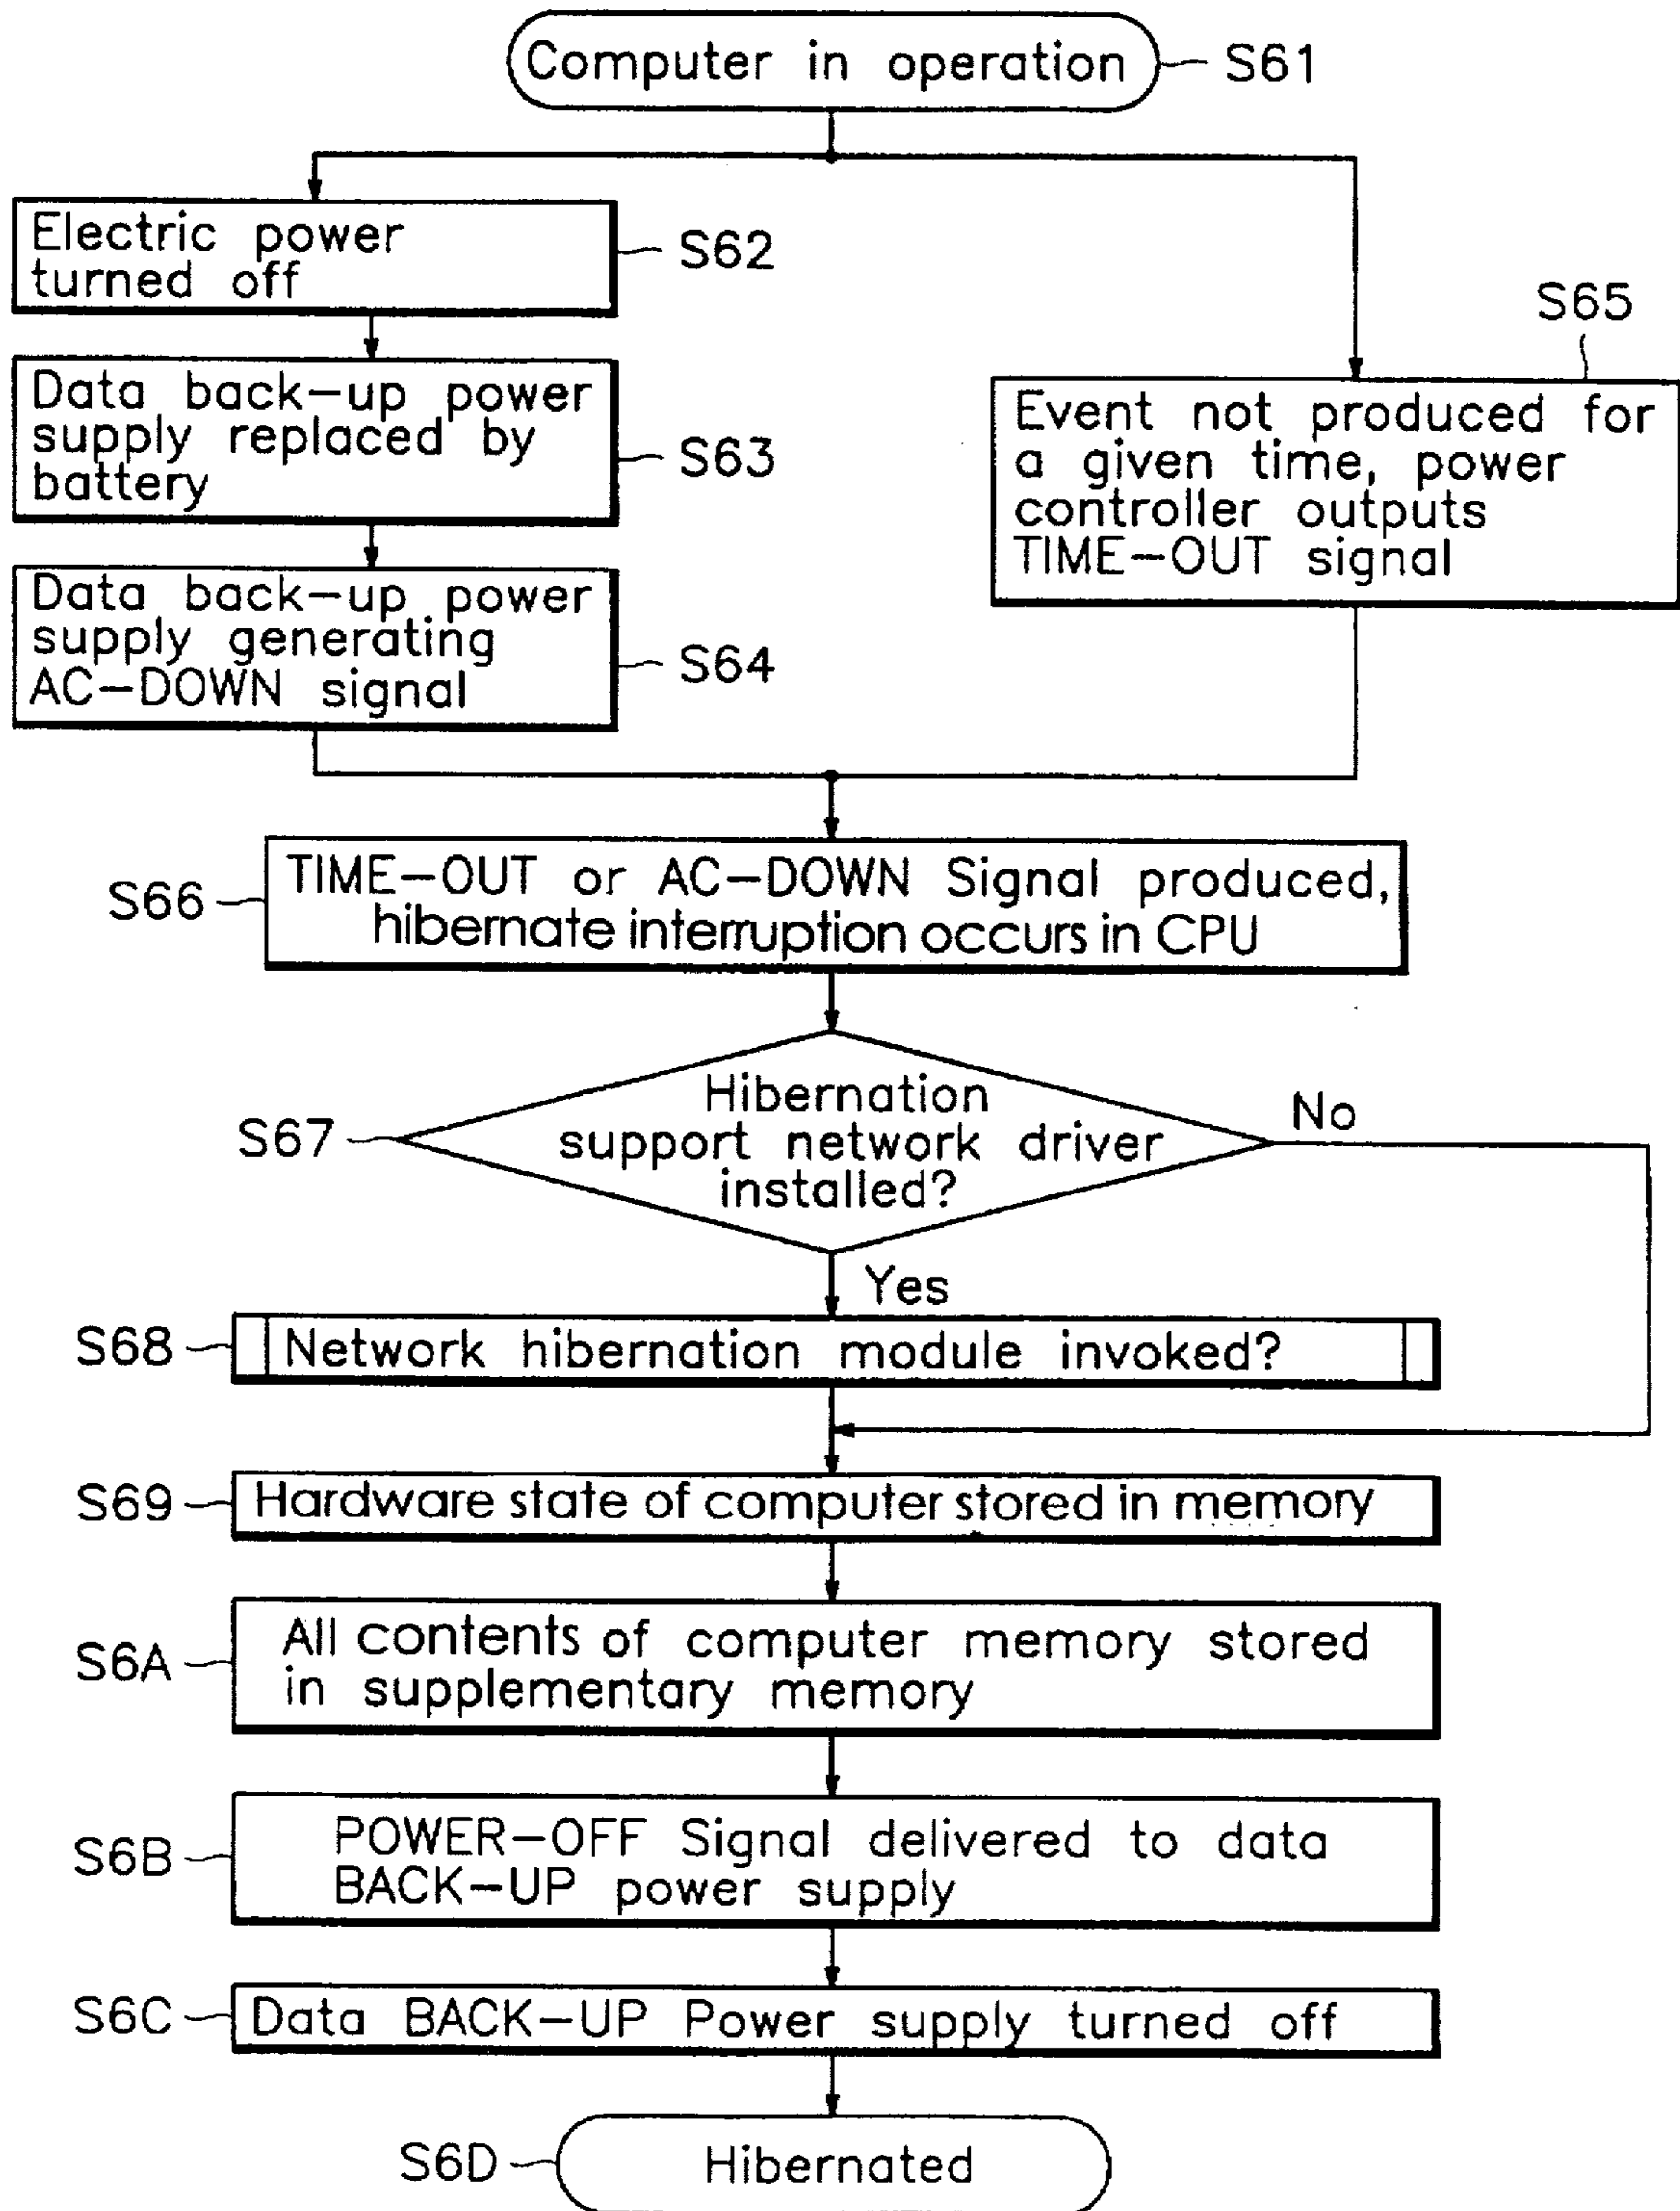 Computer in operation
S61
Electric power
turned off
S62
Data back-up power
supply replaced by
battery
S63
Data back-up power
supply generating
AC-DOWN signal
S64
S65
Event not produced for
a given time, power
controller outputs
TIME-OUT signal
S66
TIME-OUT or AC-DOWN Signal produced,
hibernate interruption occurs in CPU
S67
Hibernation
support network driver
installed?
No
Yes
S68
Network hibernation module invoked?
S69
Hardware state of computer stored in memory
S6A
All contents of computer memory stored
in supplementary memory
S6B
POWER-OFF Signal delivered to data
BACK-UP power supply
S6C
Data BACK-UP Power supply turned off
S6D
Hibernated